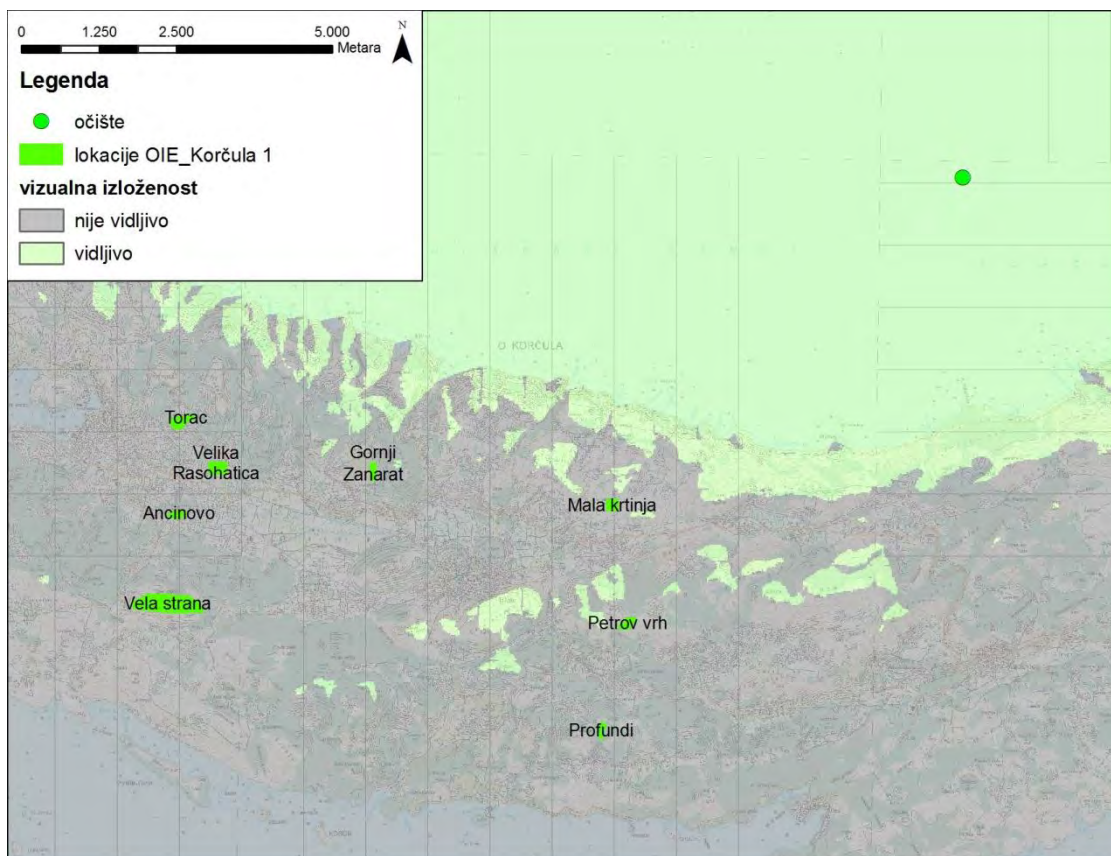 0 1.250 2.500 5.000
Metara
N
Legenda
očište
lokacije OIE_Korčula 1
vizualna izloženost
nije vidljivo
vidljivo
O. KORČULA
Torac
Velika
Rasohatica
Gornji
Zanarat
Ancinovo
Mala krtinja
Vela strana
Petrov vrh
Profundi